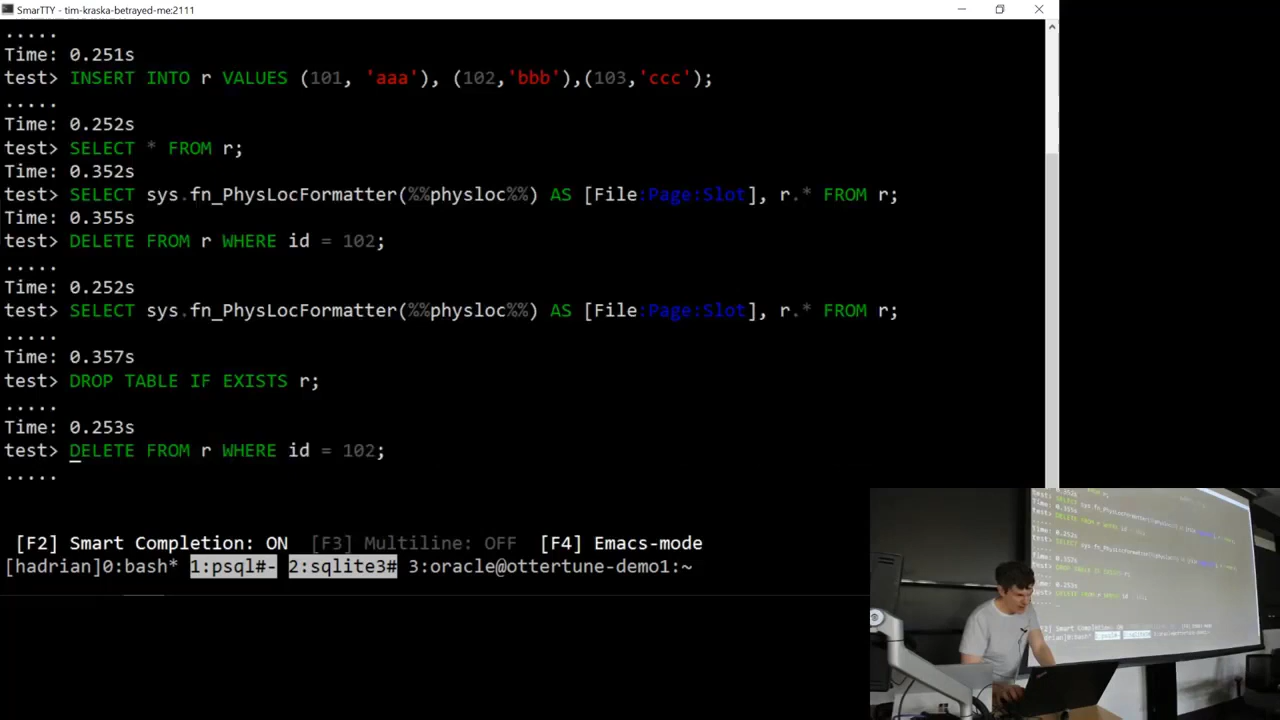 SmarTTY - tim-kraska-betrayed-me:2111
.....
Time: 0.251s
test> INSERT INTO r VALUES (101, 'aaa'), (102,'bbb'),(103,'ccc');
.....
Time: 0.252s
test> SELECT * FROM r;
Time: 0.352s
test> SELECT sys.fn_PhysLocFormatter(%%physloc%%) AS [File:Page:Slot], r.* FROM r;
Time: 0.355s
test> DELETE FROM r WHERE id = 102;
.....
Time: 0.252s
test> SELECT sys.fn_PhysLocFormatter(%%physloc%%) AS [File:Page:Slot], r.* FROM r;
.....
Time: 0.357s
test> DROP TABLE IF EXISTS r;
.....
Time: 0.253s
test> DELETE FROM r WHERE id = 102;
.....
[F2] Smart Completion: ON [F3] Multiline: OFF [F4] Emacs-mode
[hadrian]0:bash* 1:psql#- 2:sqlite3# 3:oracle@ottertune-demo1:~